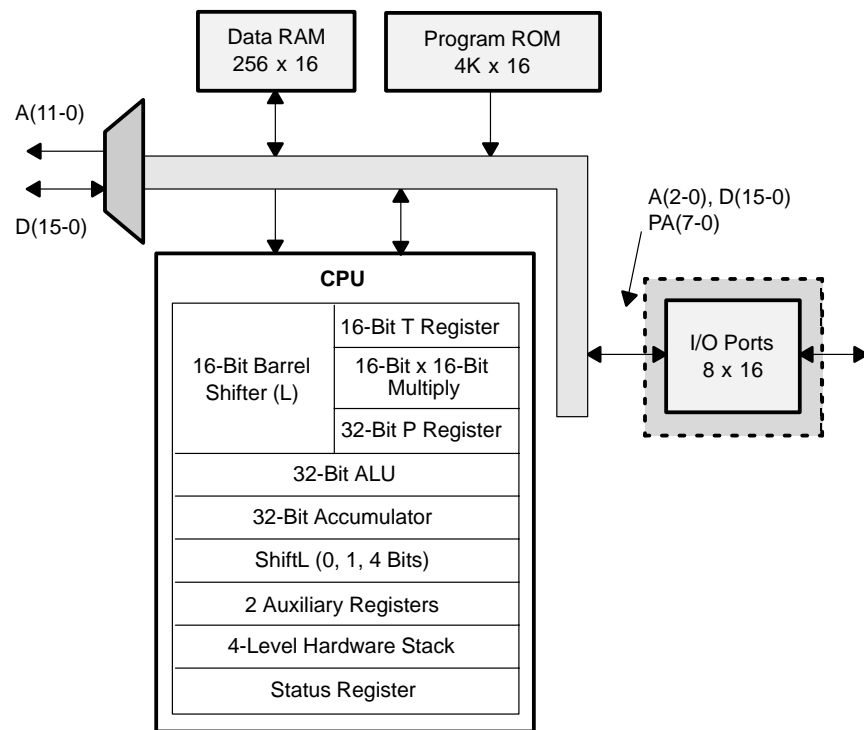 Data RAM
256 x 16
Program ROM
4K x 16
A(11-0)
D(15-0)
A(2-0), D(15-0)
PA(7-0)
CPU
16-Bit Barrel
Shifter (L)
16-Bit T Register
16-Bit x 16-Bit
Multiply
32-Bit P Register
I/O Ports
8 x 16
32-Bit ALU
32-Bit Accumulator
ShiftL (0, 1, 4 Bits)
2 Auxiliary Registers
4-Level Hardware Stack
Status Register